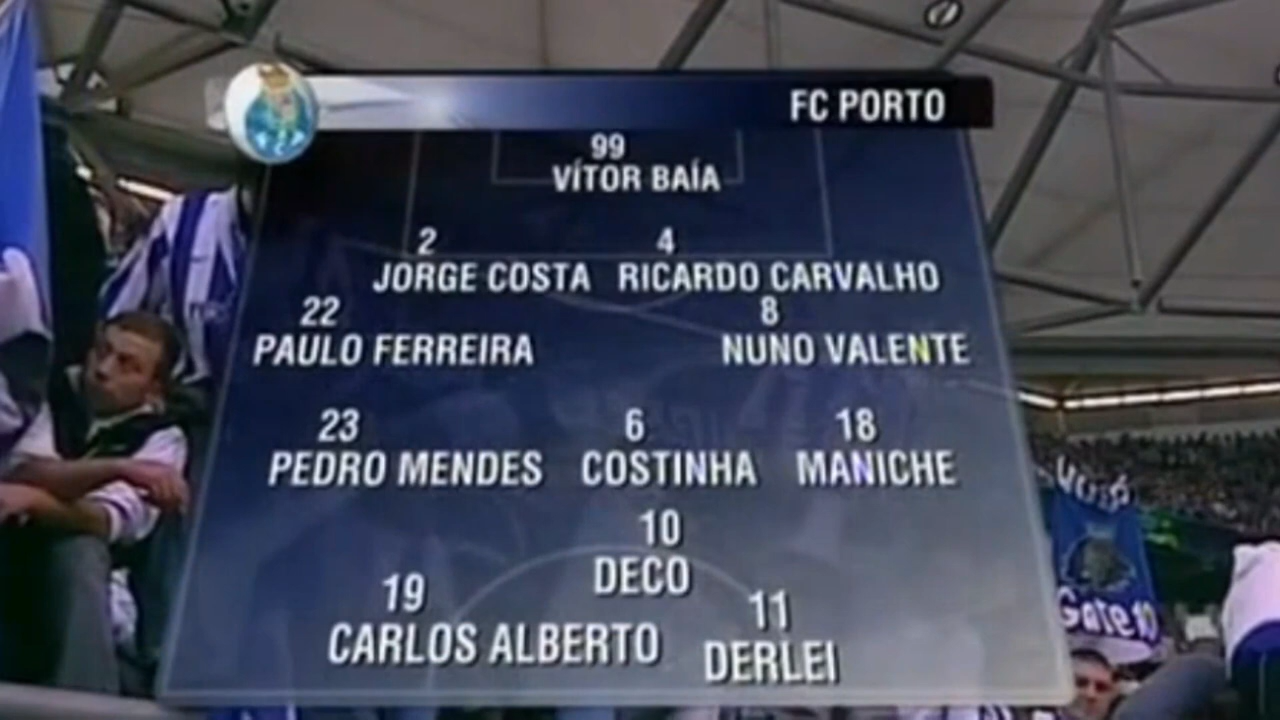 FC PORTO
99
VÍTOR BAÍA
2 4
JORGE COSTA RICARDO CARVALHO
22 8
PAULO FERREIRA NUNO VALENTE
23 6 18
PEDRO MENDES COSTINHA MANICHE
10
DECO
19 11
CARLOS ALBERTO DERLEI
Gate10